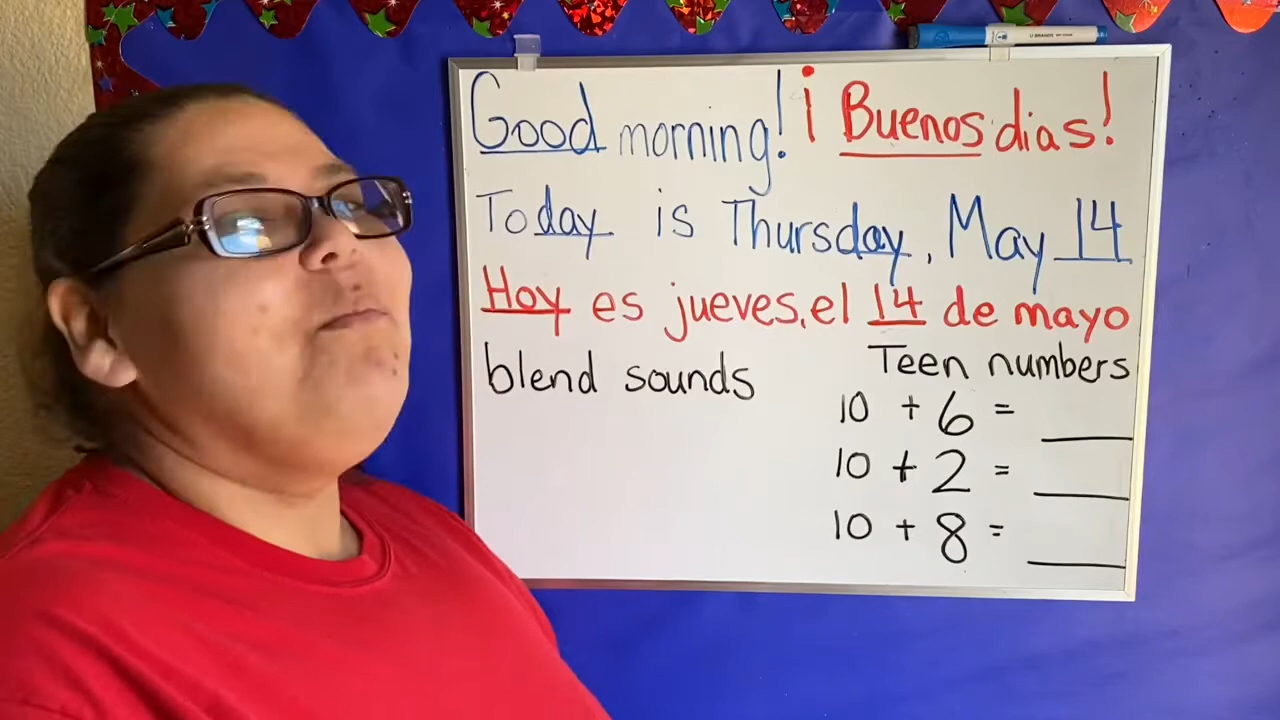 Good morning! ¡Buenos dias!
Today is Thursday, May 14
Hoy es jueves, el 14 de mayo
blend sounds
Teen numbers
10 + 6 = ___
10 + 2 = ___
10 + 8 = ___
U BRANDS